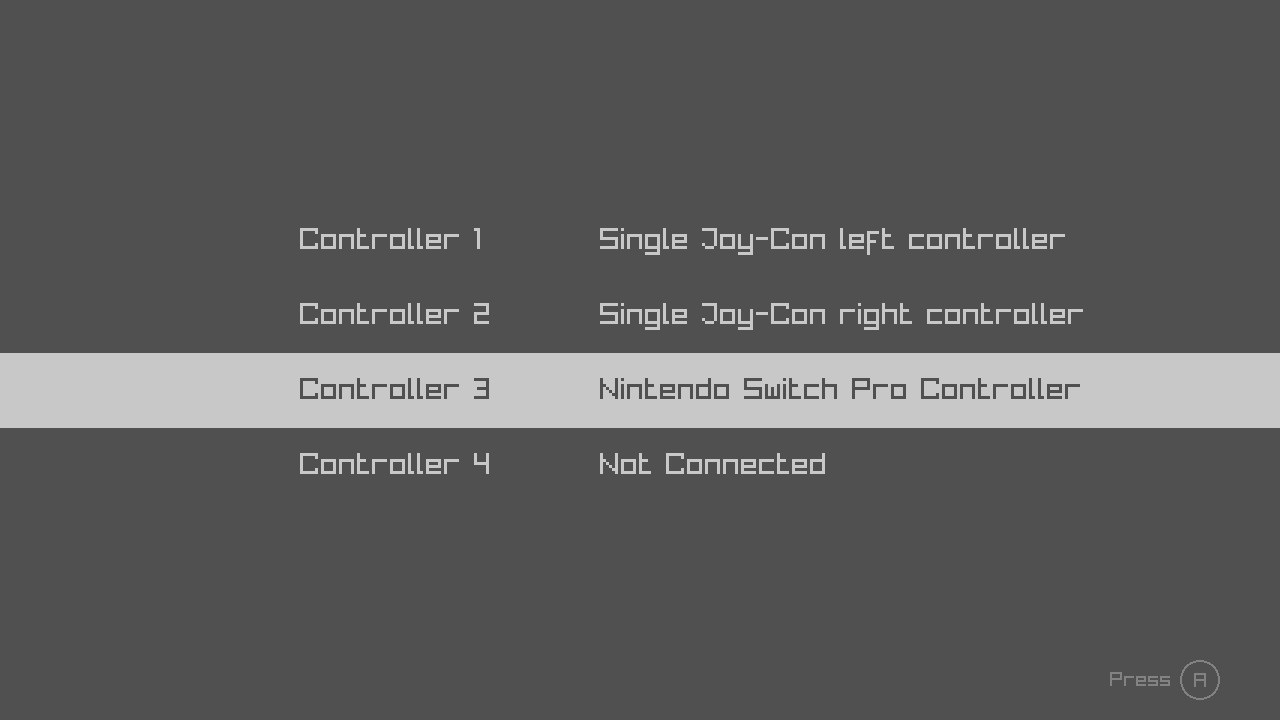 Controller 1 Single Joy-Con left controller
Controller 2 Single Joy-Con right controller
Controller 3 Nintendo Switch Pro Controller
Controller 4 Not Connected
Press A